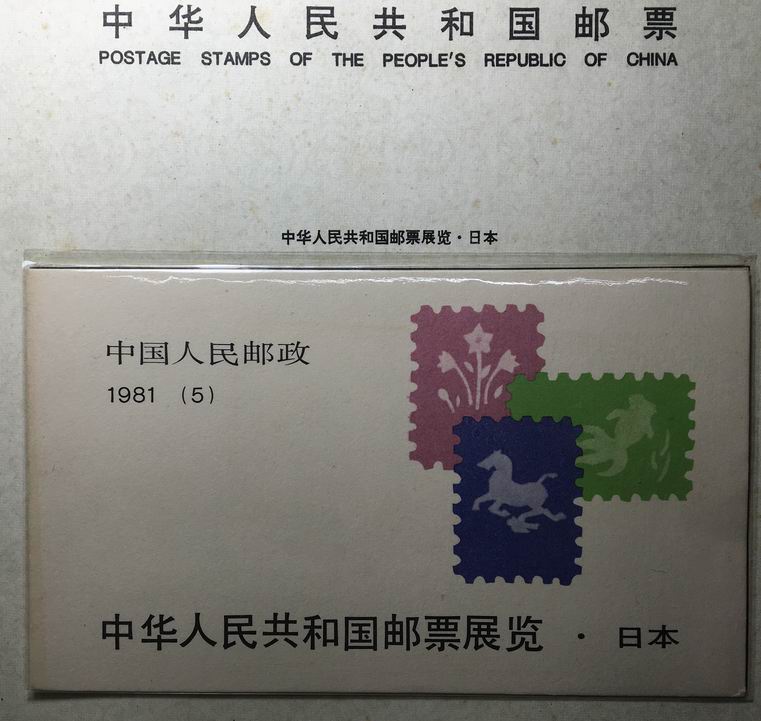 中华人民共和国邮票
POSTAGE STAMPS OF THE PEOPLE'S REPUBLIC OF CHINA
中华人民共和国邮票展览·日本
中国人民邮政
1981 (5)
中华人民共和国邮票展览 · 日本